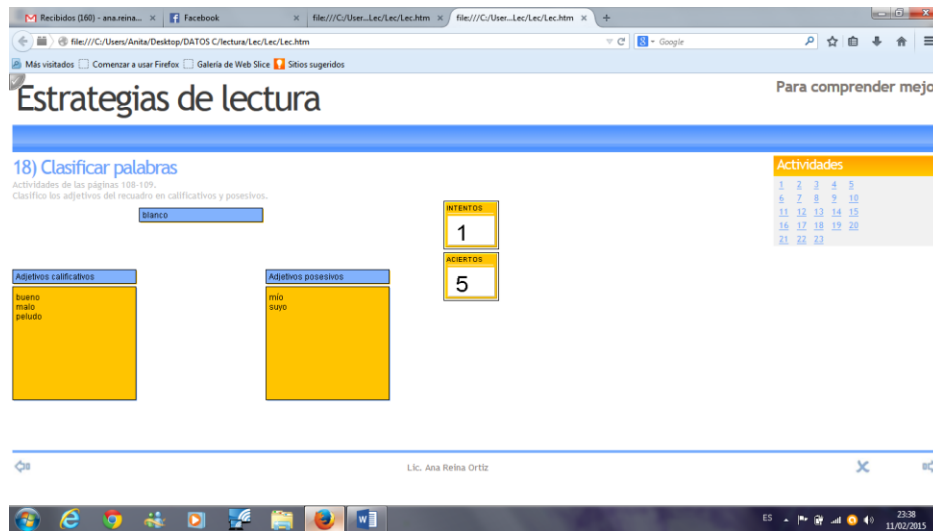 Recibidos (160) - ana.reina... × Facebook × file:///C:/User...Lec/Lec/Lec.htm × file:///C:/User...Lec/Lec/Lec.htm × +
file:///C:/Users/Anita/Desktop/DATOS C/lectura/Lec/Lec/Lec.htm Google
Más visitados Comenzar a usar Firefox Galería de Web Slice Sitios sugeridos
Estrategias de lectura
Para comprender mejo
18) Clasificar palabras
Actividades de las páginas 108-109.
Clasifico los adjetivos del recuadro en calificativos y posesivos.
blanco
INTENTOS
1
ACIERTOS
5
Adjetivos calificativos
bueno
malo
peludo
Adjetivos posesivos
mío
suyo
Actividades
1 2 3 4 5
6 7 8 9 10
11 12 13 14 15
16 17 18 19 20
21 22 23
Lic. Ana Reina Ortiz
ES
23:38
11/02/2015